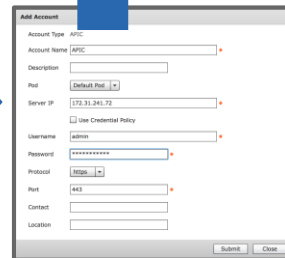 Add Account
Account Type APIC
Account Name APIC *
Description
Pod Default Pod
Server IP 172.31.241.72 *
Use Credential Policy
Username admin *
Password *********** *
Protocol https
Port 443 *
Contact
Location
Submit Close